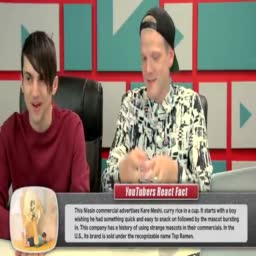 YouTubers React Fact
This Nissin commercial advertises Kare Meshi, curry rice in a cup. It starts with a boy
wishing he had something quick and easy to snack on followed by the mascot bursting
in. This company has a history of using strange mascots in their commercials. In the
U.S., its brand is sold under the recognizable name Top Ramen.